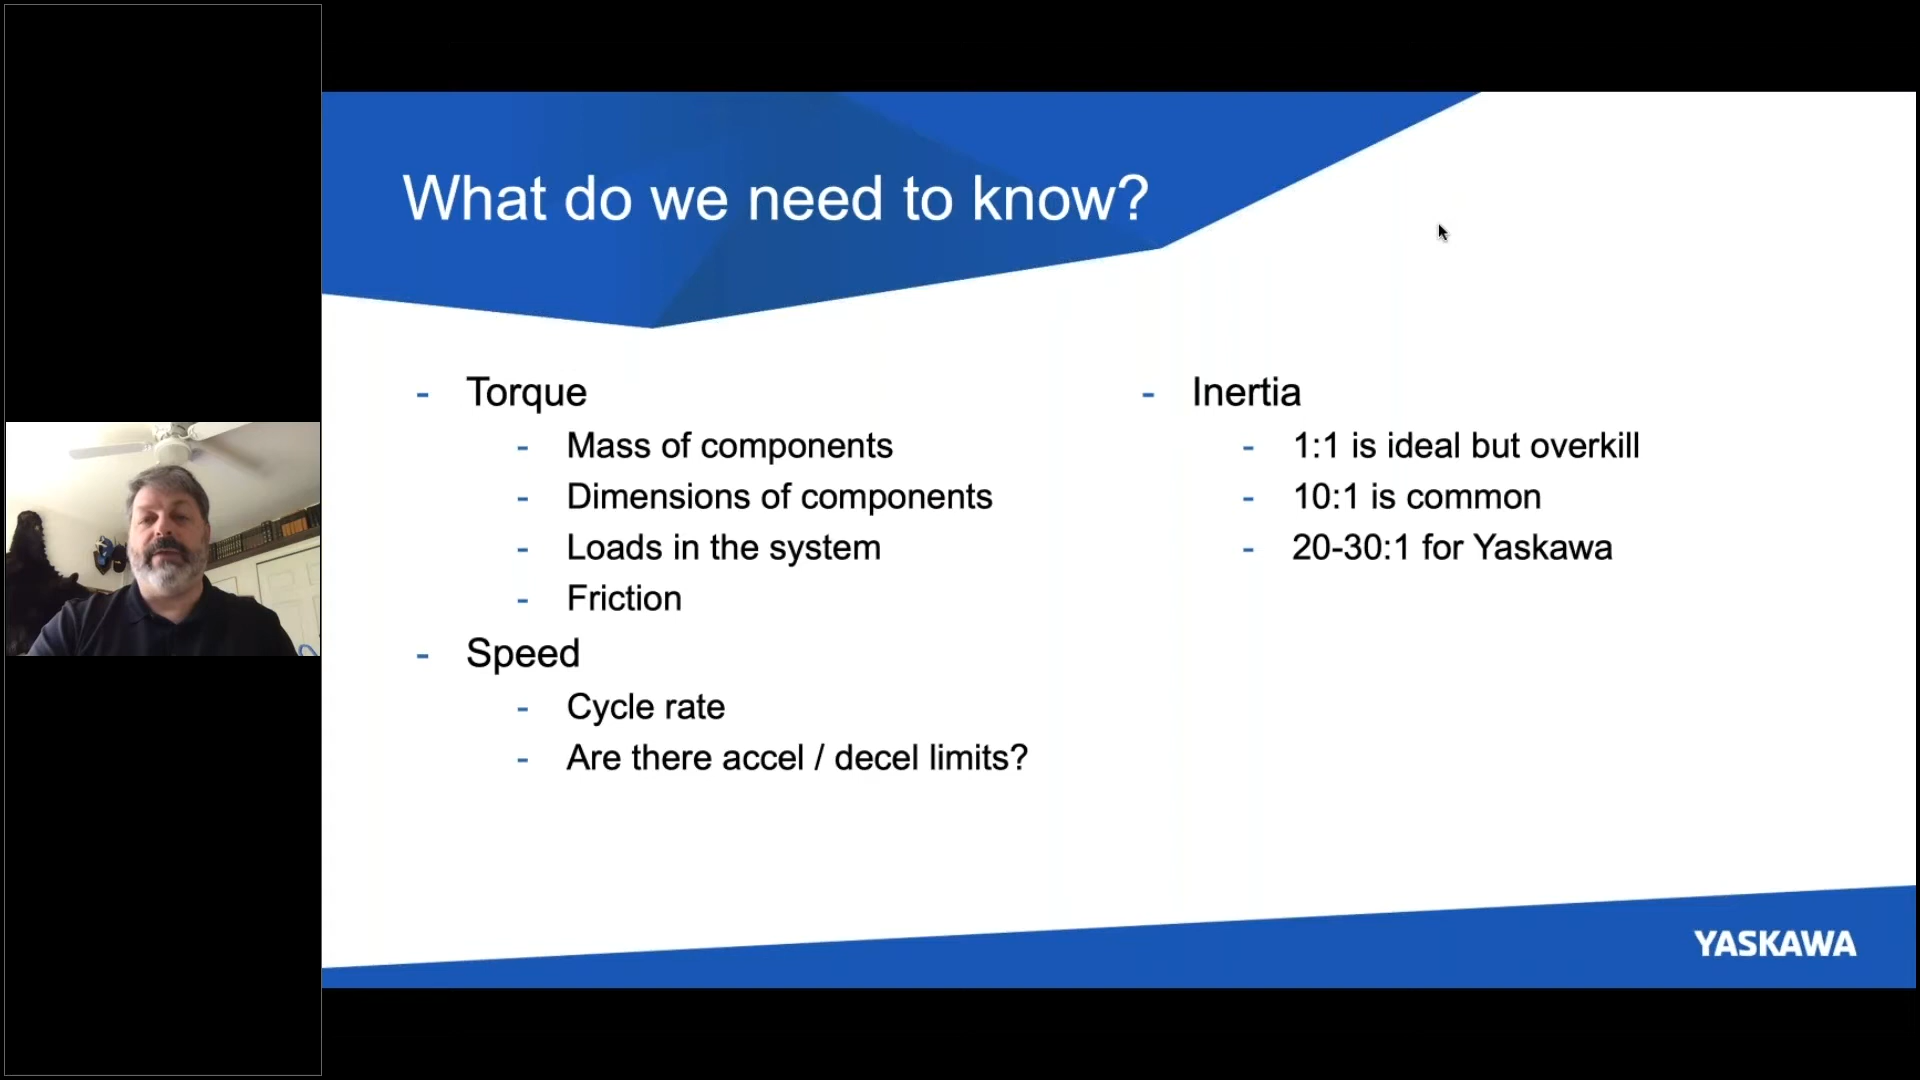 What do we need to know?
- Torque
- Mass of components
- Dimensions of components
- Loads in the system
- Friction
- Speed
- Cycle rate
- Are there accel / decel limits?
- Inertia
- 1:1 is ideal but overkill
- 10:1 is common
- 20-30:1 for Yaskawa
YASKAWA